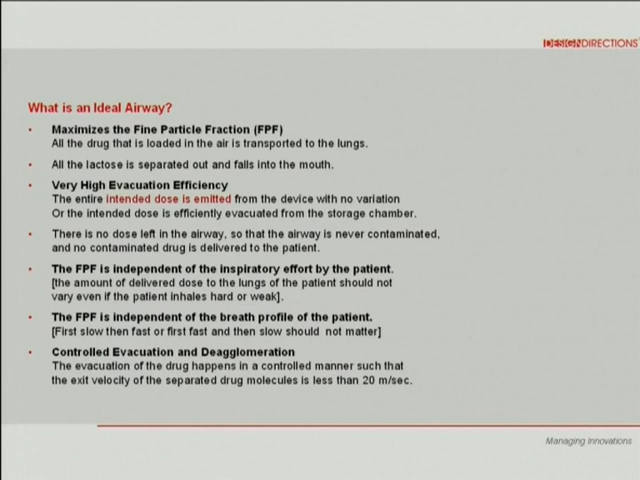 DESIGNDIRECTIONS
What is an Ideal Airway?
• Maximizes the Fine Particle Fraction (FPF)
All the drug that is loaded in the air is transported to the lungs.
• All the lactose is separated out and falls into the mouth.
• Very High Evacuation Efficiency
The entire intended dose is emitted from the device with no variation
Or the intended dose is efficiently evacuated from the storage chamber.
• There is no dose left in the airway, so that the airway is never contaminated,
and no contaminated drug is delivered to the patient.
• The FPF is independent of the inspiratory effort by the patient.
[the amount of delivered dose to the lungs of the patient should not
vary even if the patient inhales hard or weak].
• The FPF is independent of the breath profile of the patient.
[First slow then fast or first fast and then slow should not matter]
• Controlled Evacuation and Deagglomeration
The evacuation of the drug happens in a controlled manner such that
the exit velocity of the separated drug molecules is less than 20 m/sec.
Managing Innovations